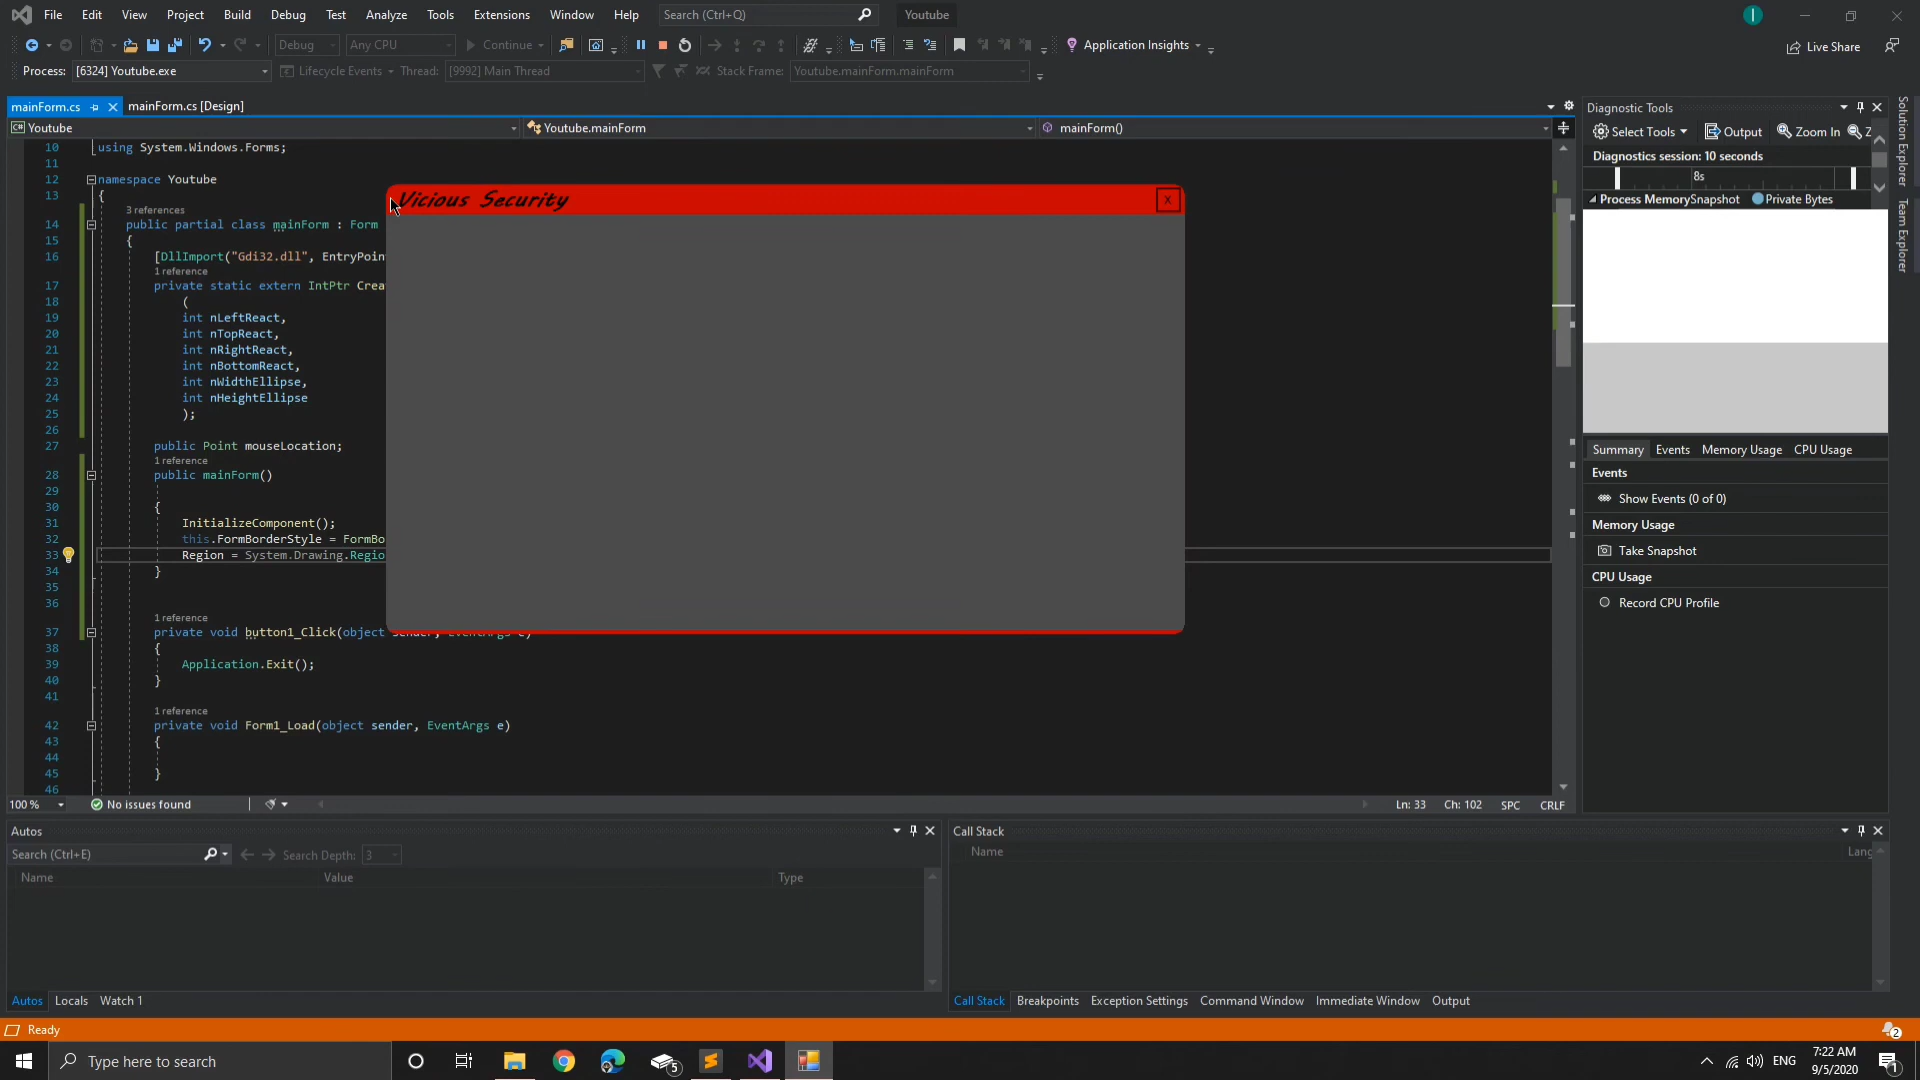 File Edit View Project Build Debug Test Analyze Tools Extensions Window Help Search (Ctrl+Q) Youtube I
Debug Any CPU Continue Application Insights Live Share
Process: [6324] Youtube.exe Lifecycle Events Thread: [9992] Main Thread Stack Frame: Youtube.mainForm.mainForm
mainForm.cs mainForm.cs [Design]
C# Youtube Youtube.mainForm mainForm()
10 using System.Windows.Forms;
11
12 namespace Youtube
13 {
3 references
14 public partial class mainForm : Form
15 {
16 [DllImport("Gdi32.dll", EntryPoin
1 reference
17 private static extern IntPtr Crea
18 (
19 int nLeftReact,
20 int nTopReact,
21 int nRightReact,
22 int nBottomReact,
23 int nWidthEllipse,
24 int nHeightEllipse
25 );
26
27 public Point mouseLocation;
1 reference
28 public mainForm()
29
30 {
31 InitializeComponent();
32 this.FormBorderStyle = FormBo
33 Region = System.Drawing.Regio
34 }
35
36
1 reference
37 private void button1_Click(object sender, EventArgs e)
38 {
39 Application.Exit();
40 }
41
1 reference
42 private void Form1_Load(object sender, EventArgs e)
43 {
44
45 }
46
Vicious Security X
100 % No issues found Ln: 33 Ch: 102 SPC CRLF
Diagnostic Tools
Select Tools Output Zoom In Z
Diagnostics session: 10 seconds
8s
Process Memory Snapshot Private Bytes
Summary Events Memory Usage CPU Usage
Events
Show Events (0 of 0)
Memory Usage
Take Snapshot
CPU Usage
Record CPU Profile
Solution Explorer
Team Explorer
Autos
Search (Ctrl+E) Search Depth: 3
Name Value Type
Autos Locals Watch 1
Call Stack
Name Lang
Call Stack Breakpoints Exception Settings Command Window Immediate Window Output
Ready 2
Type here to search 5 ENG 7:22 AM
9/5/2020 1